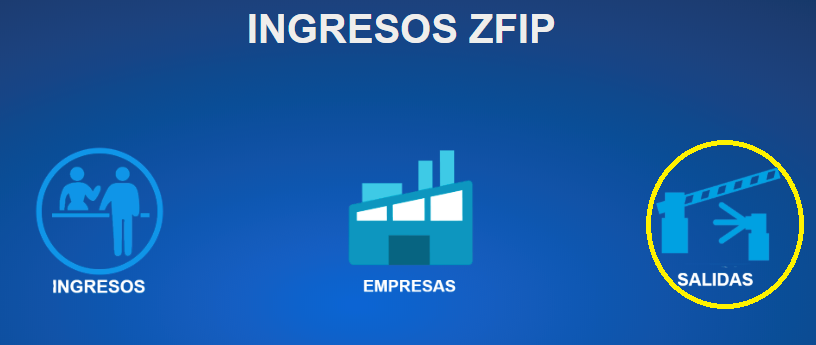 INGRESOS ZFIP
INGRESOS
EMPRESAS
SALIDAS